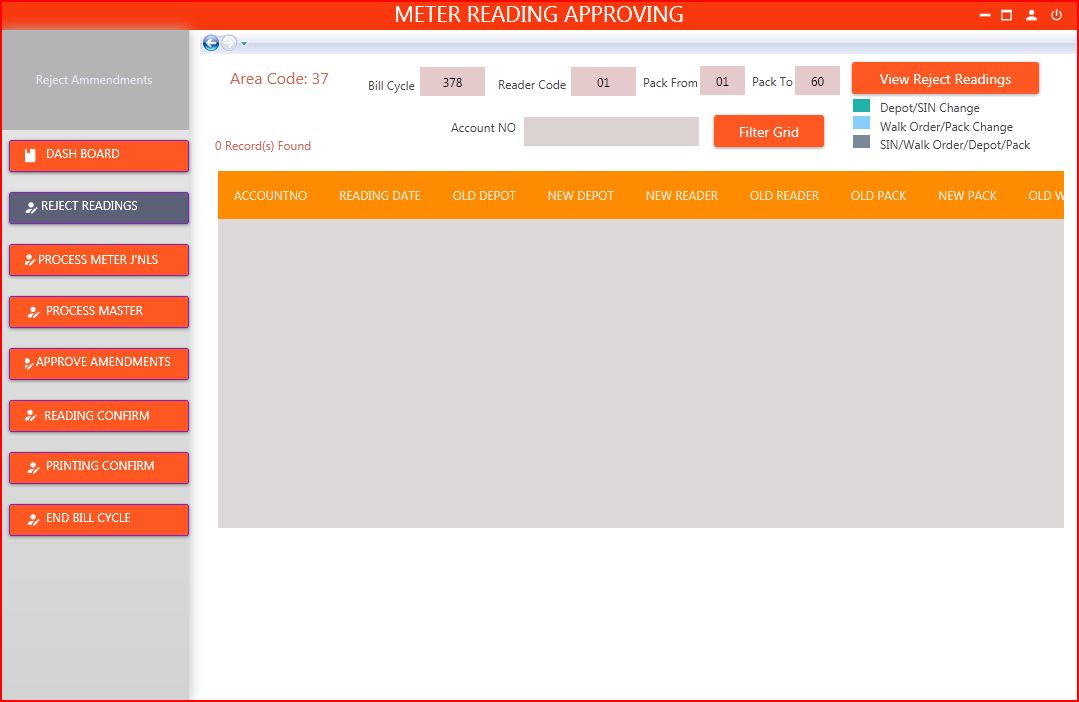 METER READING APPROVING
Reject Ammendments
DASH BOARD
REJECT READINGS
PROCESS METER J'NLS
PROCESS MASTER
APPROVE AMENDMENTS
READING CONFIRM
PRINTING CONFIRM
END BILL CYCLE
Area Code: 37
Bill Cycle 378 Reader Code 01 Pack From 01 Pack To 60 View Reject Readings
Depot/SIN Change
Walk Order/Pack Change
SIN/Walk Order/Depot/Pack
Account NO Filter Grid
0 Record(s) Found
ACCOUNTNO READING DATE OLD DEPOT NEW DEPOT NEW READER OLD READER OLD PACK NEW PACK OLD W